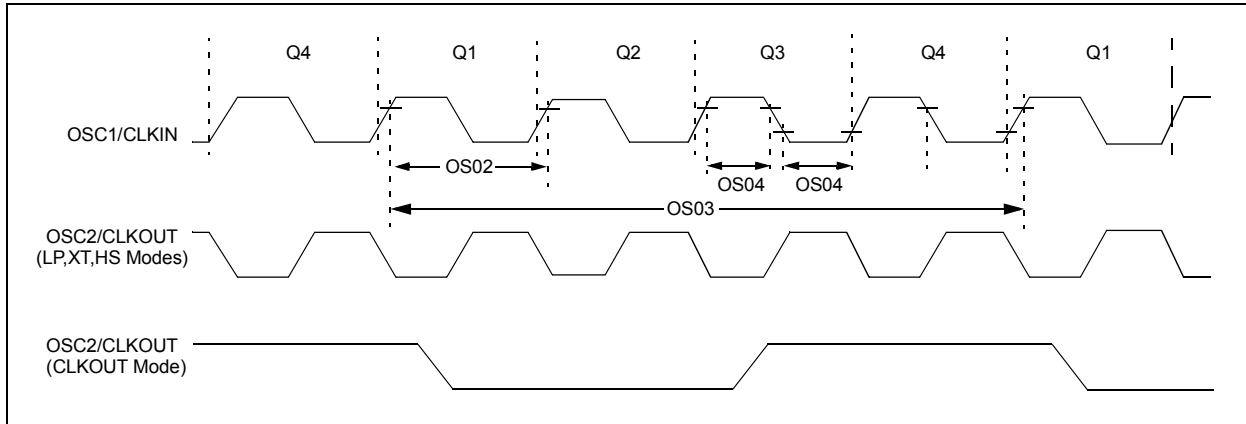 Q4 Q1 Q2 Q3 Q4 Q1
OSC1/CLKIN
OS02
OS04 OS04
OS03
OSC2/CLKOUT
(LP,XT,HS Modes)
OSC2/CLKOUT
(CLKOUT Mode)